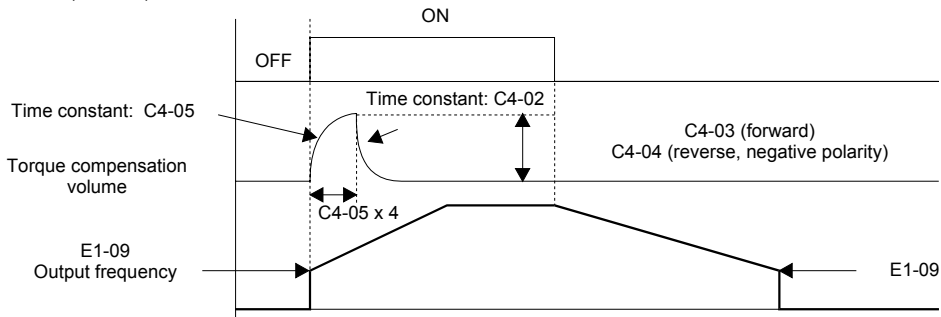 ON
OFF
Time constant: C4-05
Time constant: C4-02
C4-03 (forward)
C4-04 (reverse, negative polarity)
Torque compensation
volume
C4-05 x 4
E1-09
Output frequency
E1-09